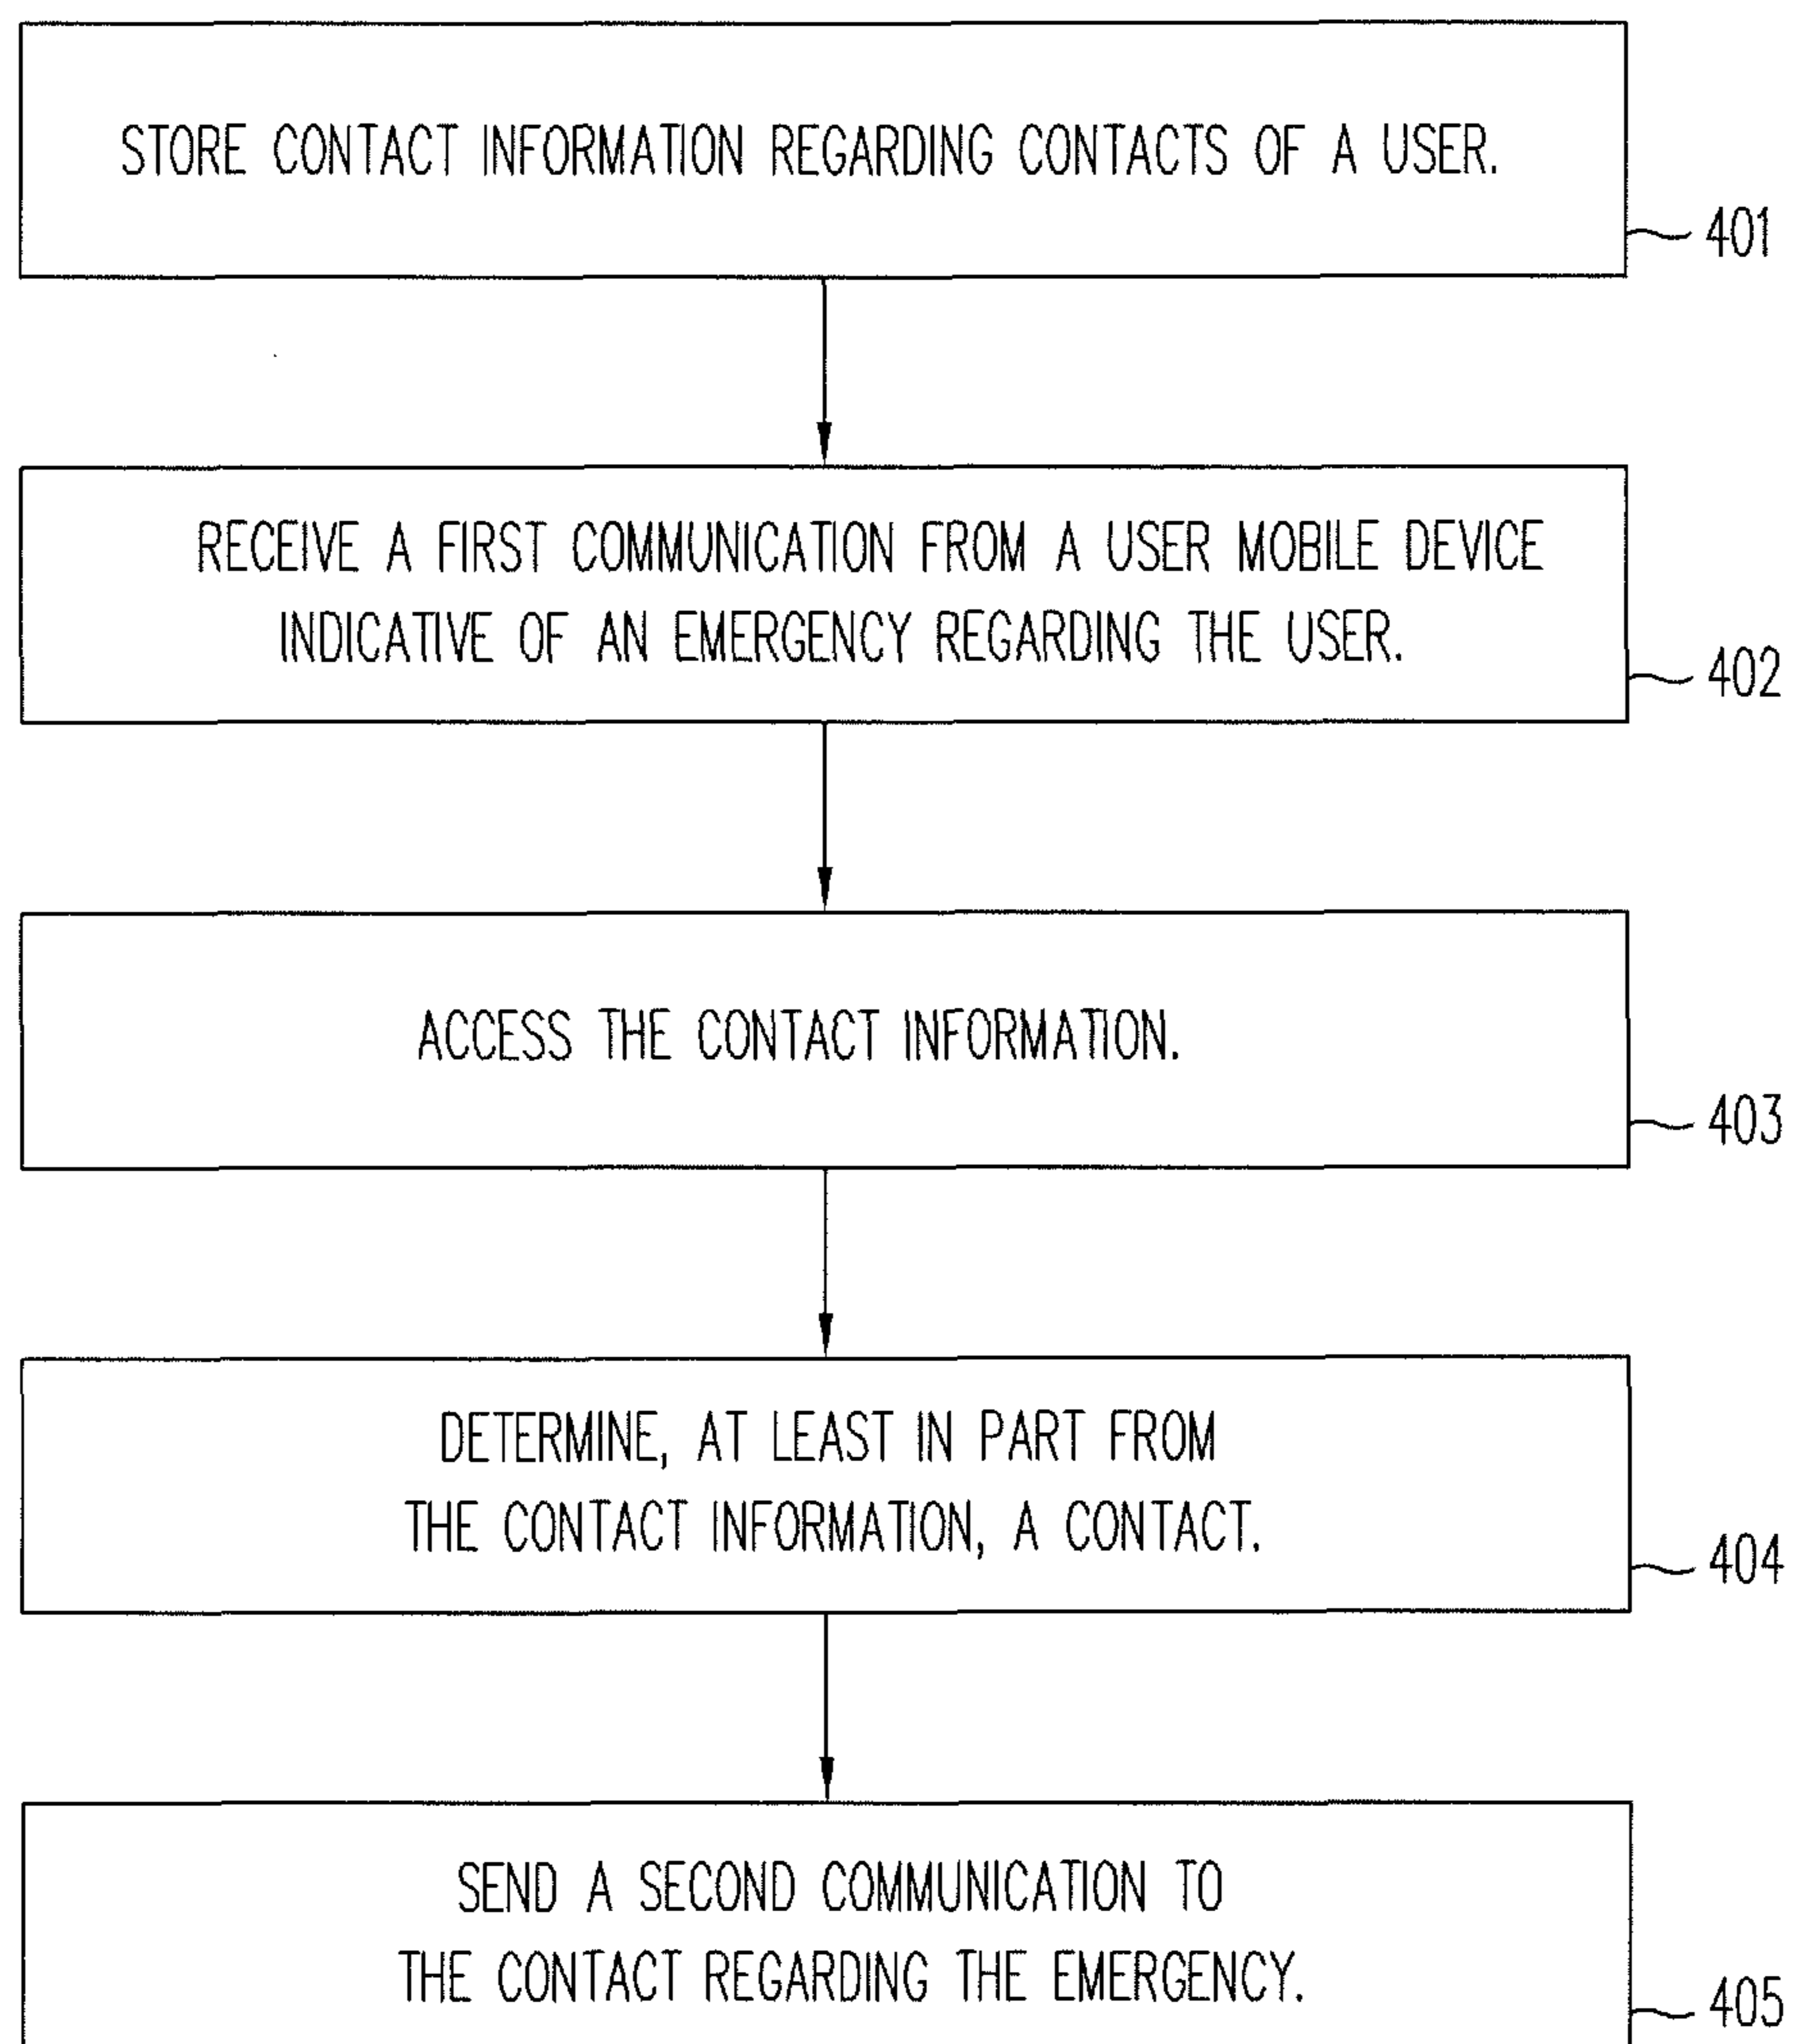 STORE CONTACT INFORMATION REGARDING CONTACTS OF A USER.
401
RECEIVE A FIRST COMMUNICATION FROM A USER MOBILE DEVICE
INDICATIVE OF AN EMERGENCY REGARDING THE USER.
402
ACCESS THE CONTACT INFORMATION.
403
DETERMINE, AT LEAST IN PART FROM
THE CONTACT INFORMATION, A CONTACT.
404
SEND A SECOND COMMUNICATION TO
THE CONTACT REGARDING THE EMERGENCY.
405